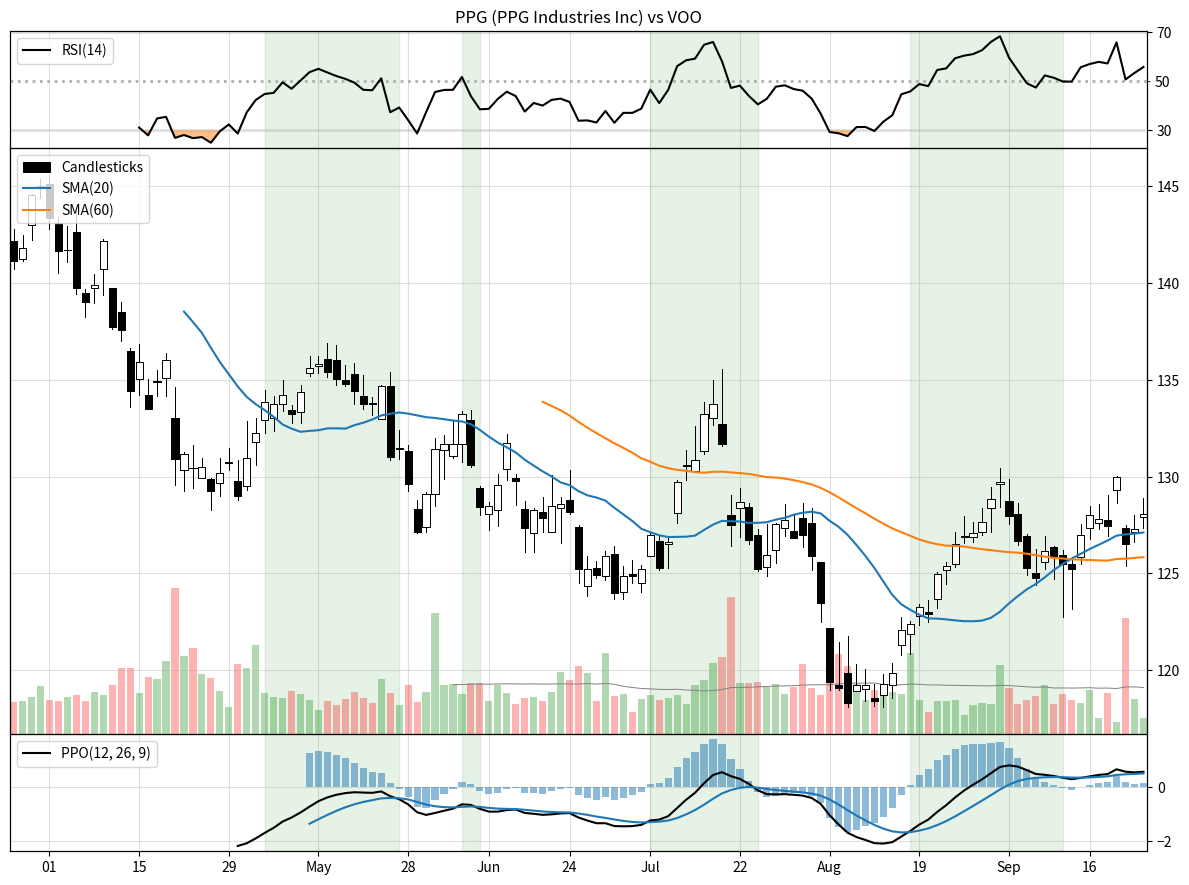 PPG (PPG Industries Inc) vs VOO
RSI(14)
70
50
30
Candlesticks
SMA(20)
SMA(60)
145
140
135
130
125
120
PPO(12, 26, 9)
0
−2
01 15 29 May 28 Jun 24 Jul 22 Aug 19 Sep 16